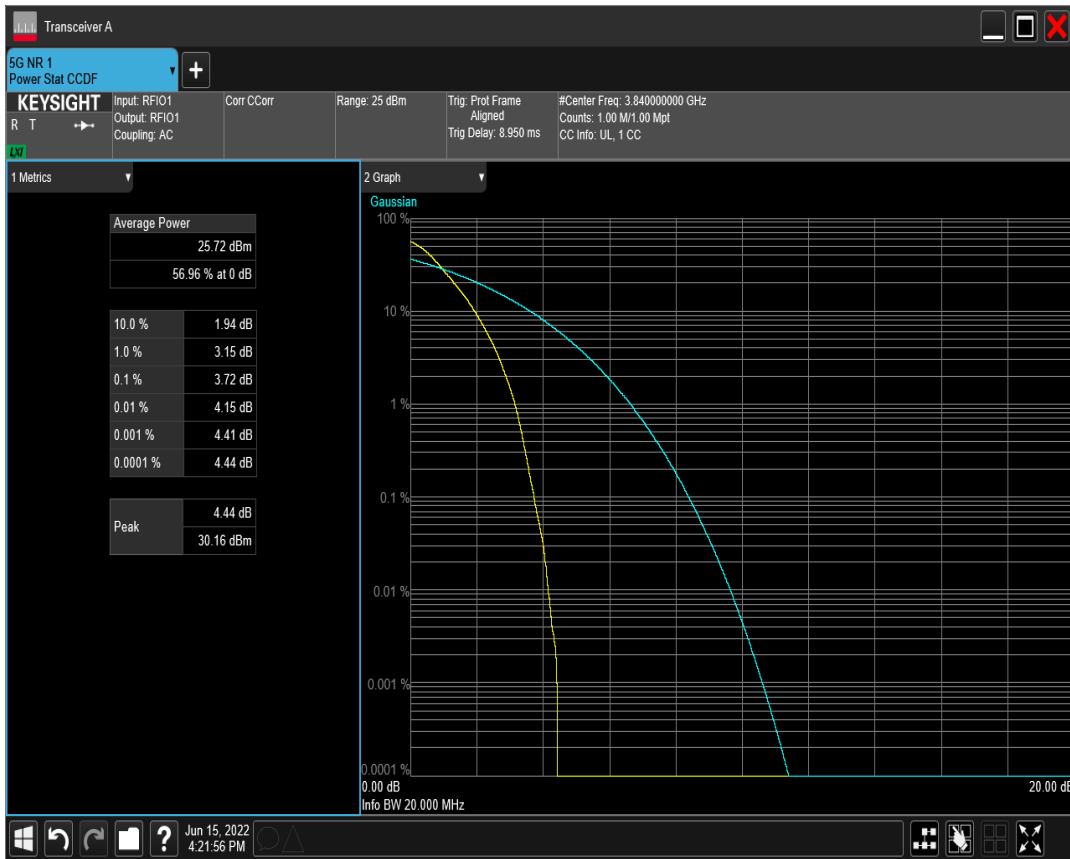 Transceiver A
5G NR 1
Power Stat CCDF
+
KEYSIGHT
R T
LXI
Input: RFIO1
Output: RFIO1
Coupling: AC
Corr CCorr
Range: 25 dBm
Trig: Prot Frame
Aligned
Trig Delay: 8.950 ms
#Center Freq: 3.840000000 GHz
Counts: 1.00 M/1.00 Mpt
CC Info: UL, 1 CC
1 Metrics
Average Power
25.72 dBm
56.96 % at 0 dB
10.0 % 1.94 dB
1.0 % 3.15 dB
0.1 % 3.72 dB
0.01 % 4.15 dB
0.001 % 4.41 dB
0.0001 % 4.44 dB
Peak
4.44 dB
30.16 dBm
2 Graph
Gaussian
100 %
10 %
1 %
0.1 %
0.01 %
0.001 %
0.0001 %
0.00 dB 20.00 dB
Info BW 20.000 MHz
?
Jun 15, 2022
4:21:56 PM